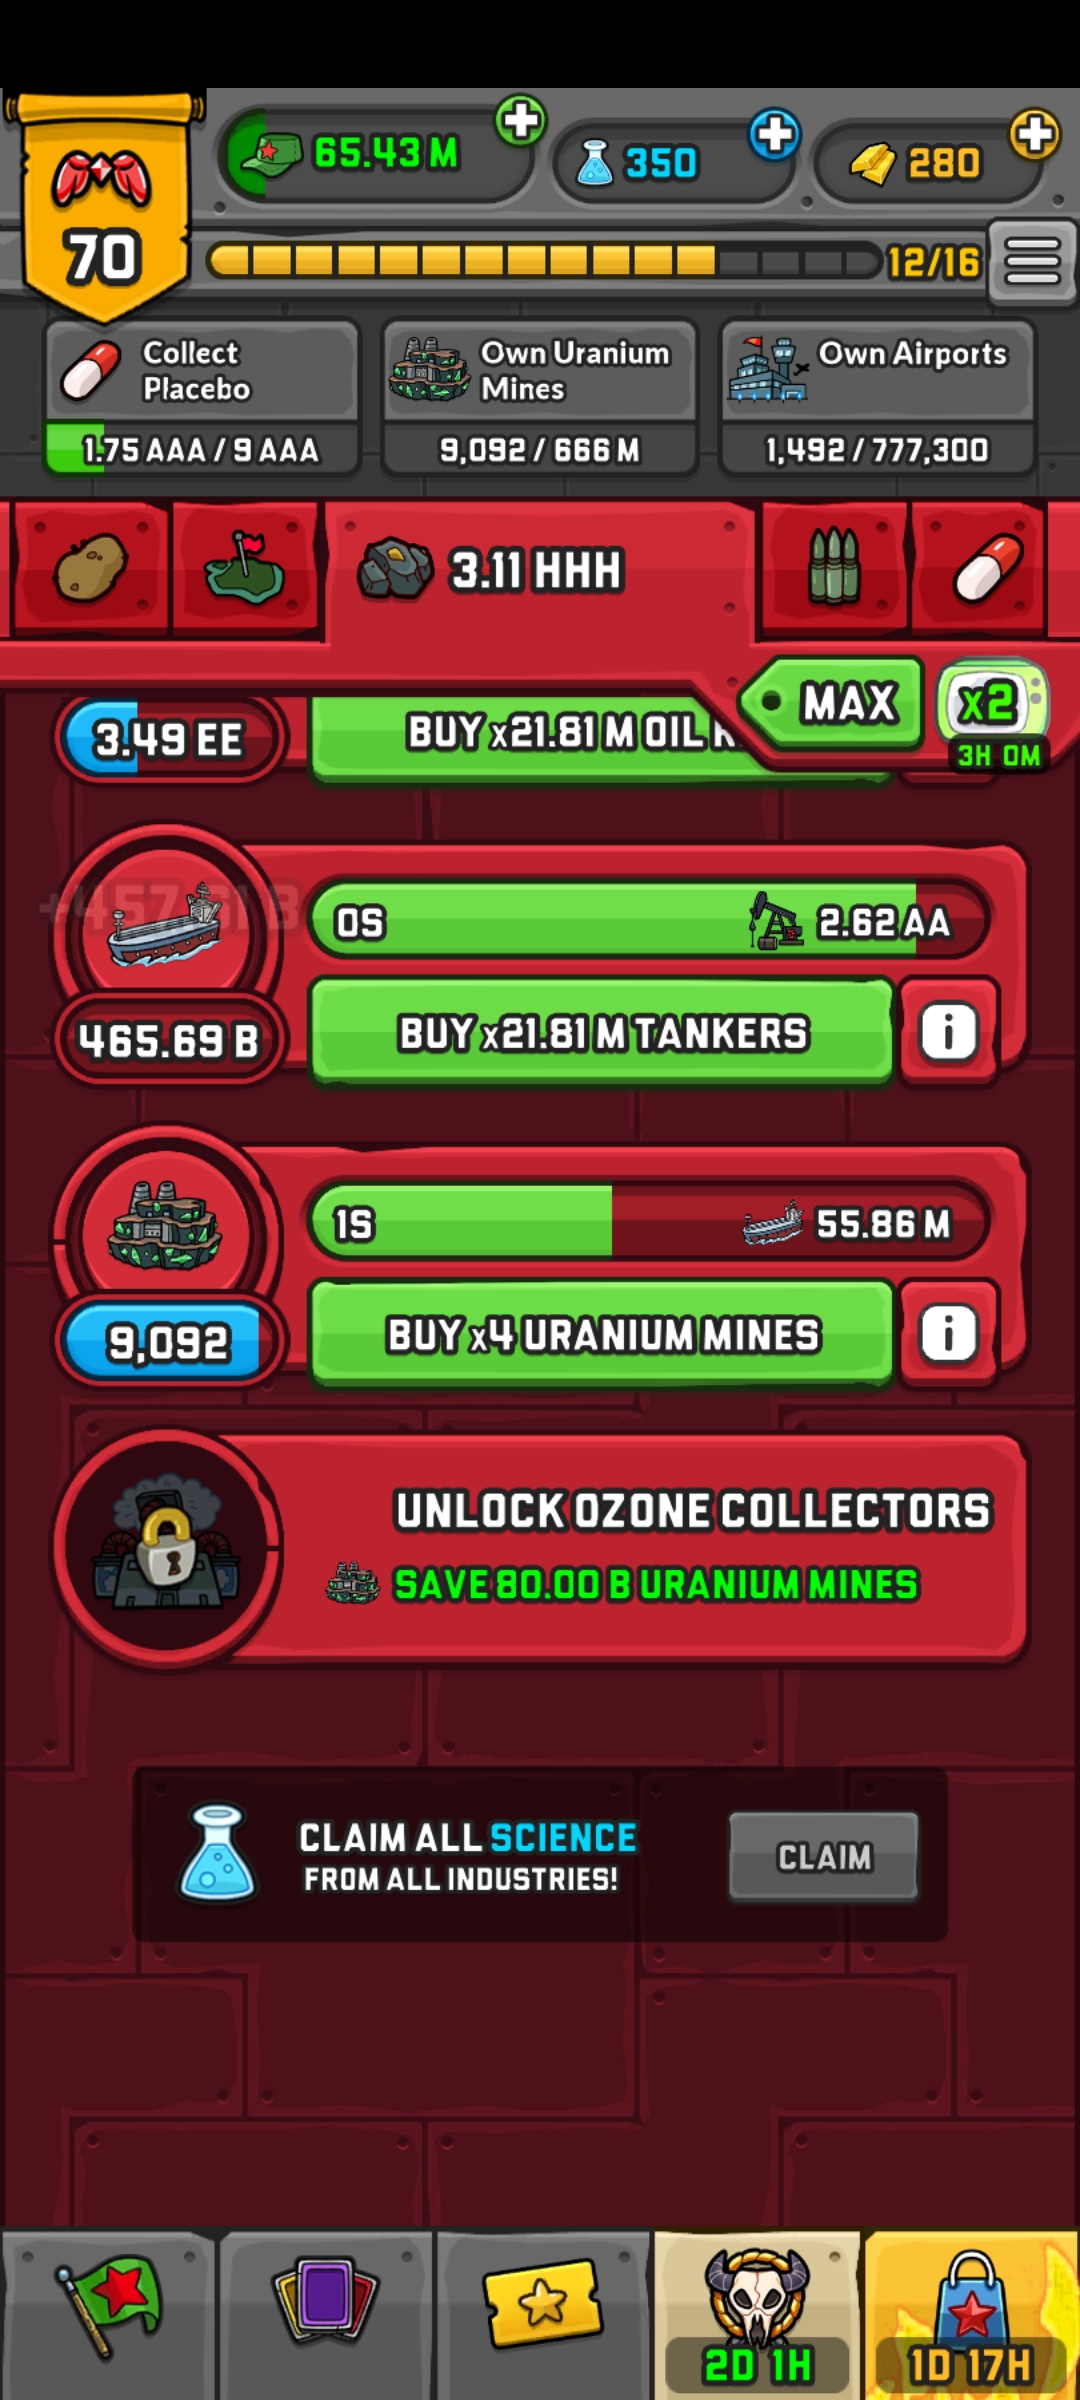 65.43 M
350
280
70
12/16
Collect
Placebo
Own Uranium
Mines
Own Airports
1.75 AAA / 9 AAA
9,092 / 666 M
1,492 / 777,300
3.11 HHH
MAX
x2
3H 0M
3.49 EE
BUY x21.81 M OIL
+457.61 B
0S
2.62 AA
465.69 B
BUY x21.81 M TANKERS
i
1S
55.86 M
9,092
BUY x4 URANIUM MINES
i
UNLOCK OZONE COLLECTORS
SAVE 80.00 B URANIUM MINES
CLAIM ALL SCIENCE
FROM ALL INDUSTRIES!
CLAIM
2D 1H
1D 17H